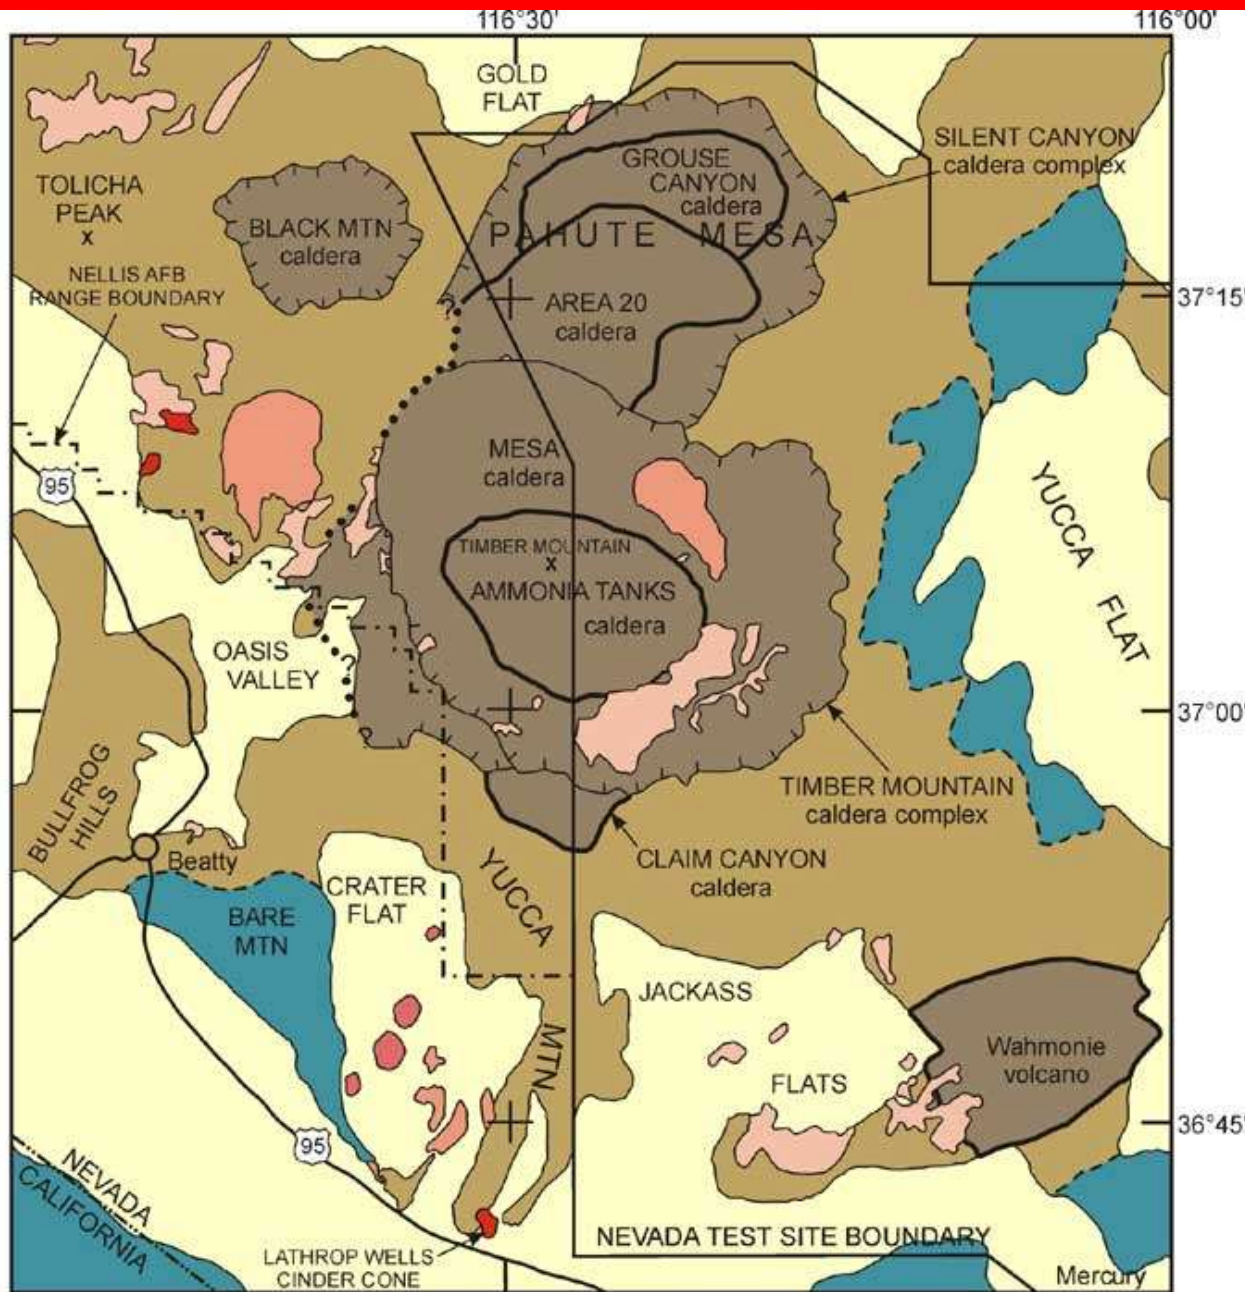 116°30'
116°00'
GOLD
FLAT
SILENT CANYON
caldera complex
GROUSE
CANYON
caldera
TOLICHA
PEAK
x
BLACK MTN
caldera
PAHUTE MESA
NELLIS AFB
RANGE BOUNDARY
37°15'
?
AREA 20
caldera
MESA
caldera
95
YUCCA
FLAT
TIMBER MOUNTAIN
x
AMMONIA TANKS
caldera
OASIS
VALLEY
?
37°00'
?
TIMBER MOUNTAIN
caldera complex
BULLFROG
HILLS
Beatty
CLAIM CANYON
caldera
YUCCA
MTN
CRATER
FLAT
BARE
MTN
JACKASS
FLATS
Wahmonie
volcano
36°45'
95
NEVADA
CALIFORNIA
NEVADA TEST SITE BOUNDARY
LATHROP WELLS
CINDER CONE
Mercury